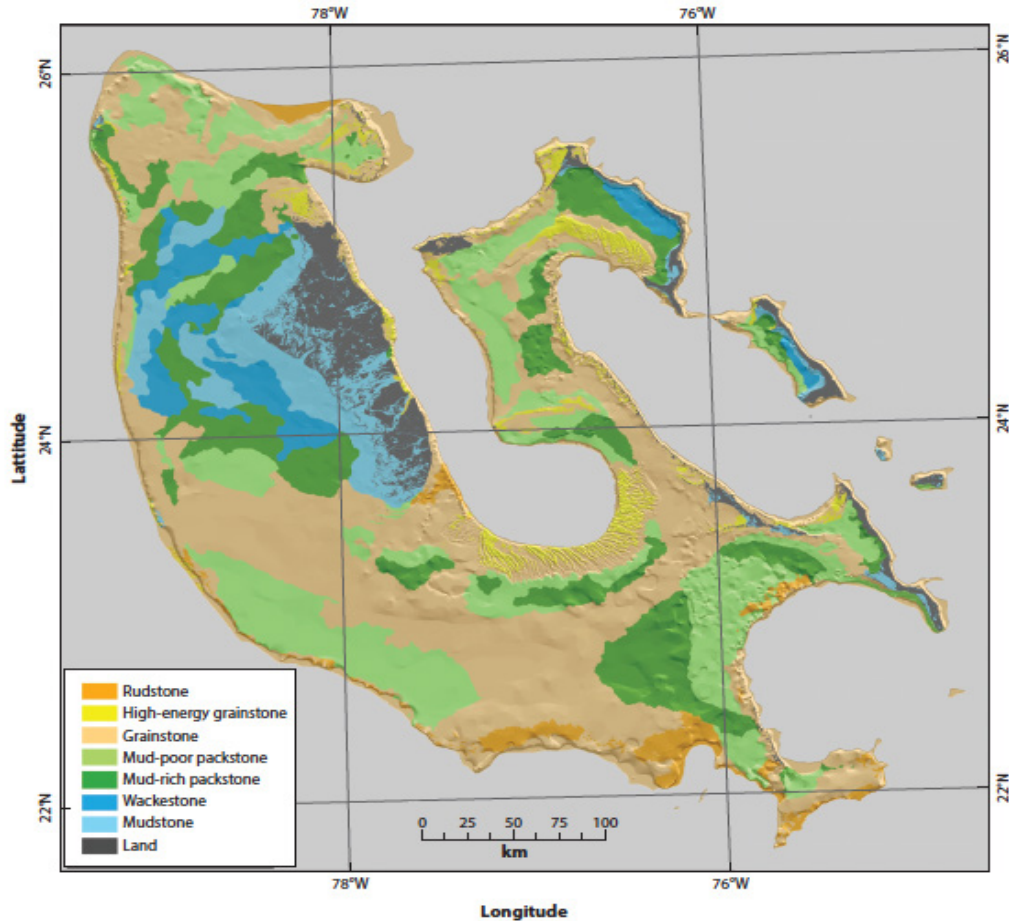 78°W 76°W
26°N 26°N
24°N 24°N
Lattitude
22°N 22°N
Rudstone
High-energy grainstone
Grainstone
Mud-poor packstone
Mud-rich packstone
Wackestone
Mudstone
Land
0 25 50 75 100
km
78°W 76°W
Longitude